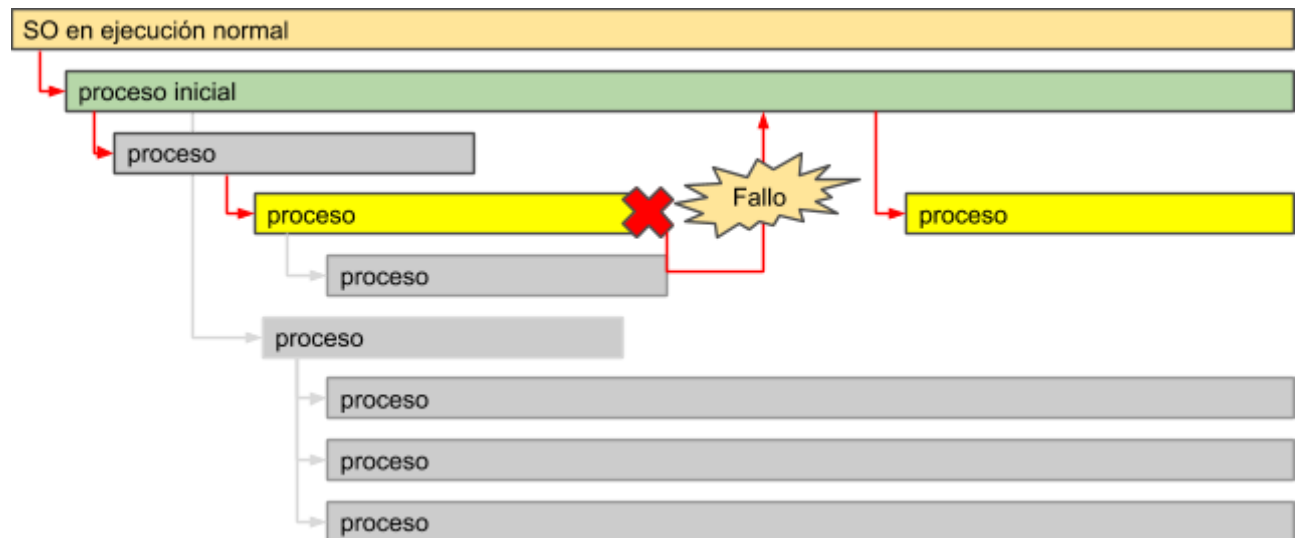 SO en ejecución normal
proceso inicial
proceso
Fallo
proceso
proceso
proceso
proceso
proceso
proceso
proceso